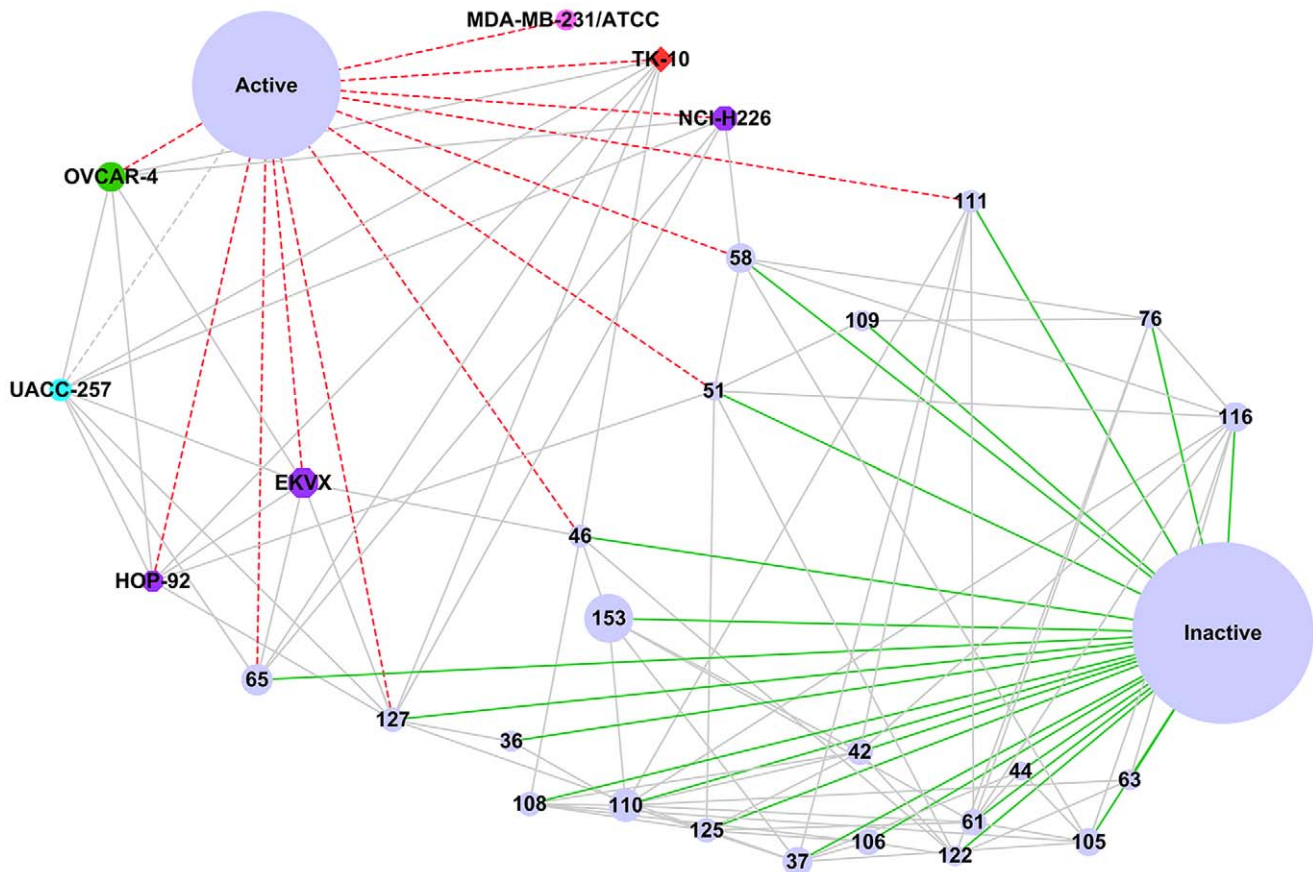 MDA-MB-231/ATCC
TK-10
Active
NCI-H226
OVCAR-4
111
58
109
76
UACC-257
51
116
EKVX
46
HOP-92
153
Inactive
65
127
36
42
44
63
108
110
61
125
106
105
122
37